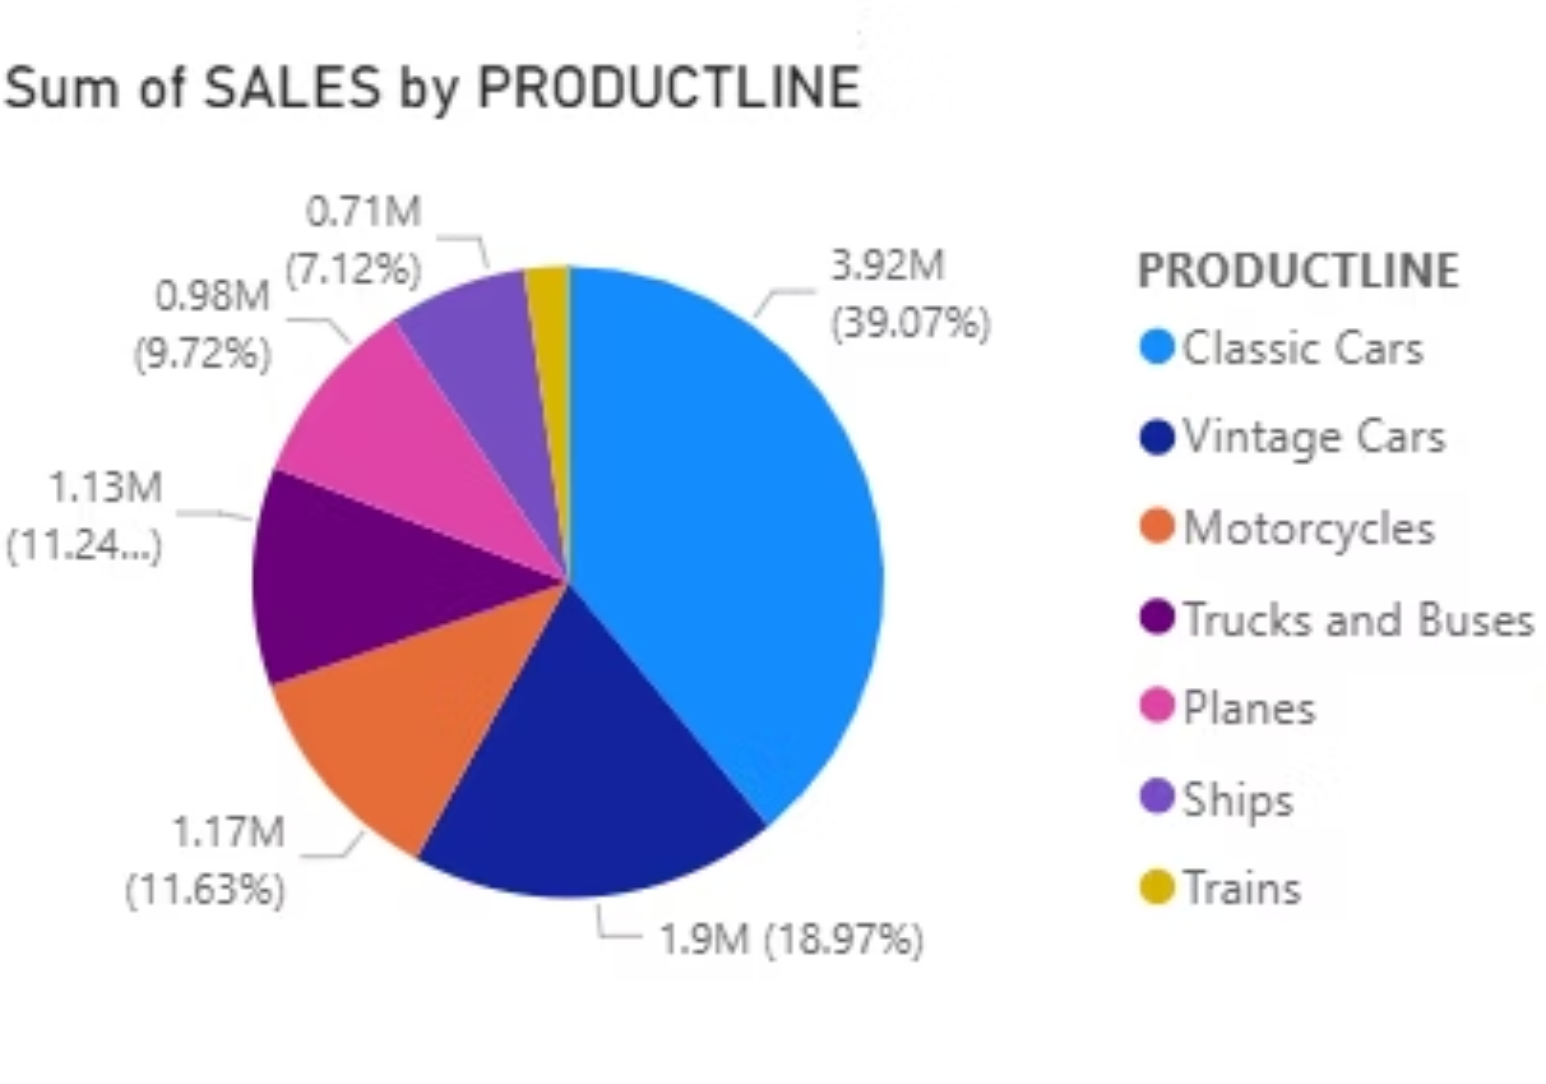 Sum of SALES by PRODUCTLINE
0.71M
(7.12%)
0.98M
(9.72%)
3.92M
(39.07%)
1.13M
(11.24...)
1.17M
(11.63%)
1.9M (18.97%)
PRODUCTLINE
Classic Cars
Vintage Cars
Motorcycles
Trucks and Buses
Planes
Ships
Trains